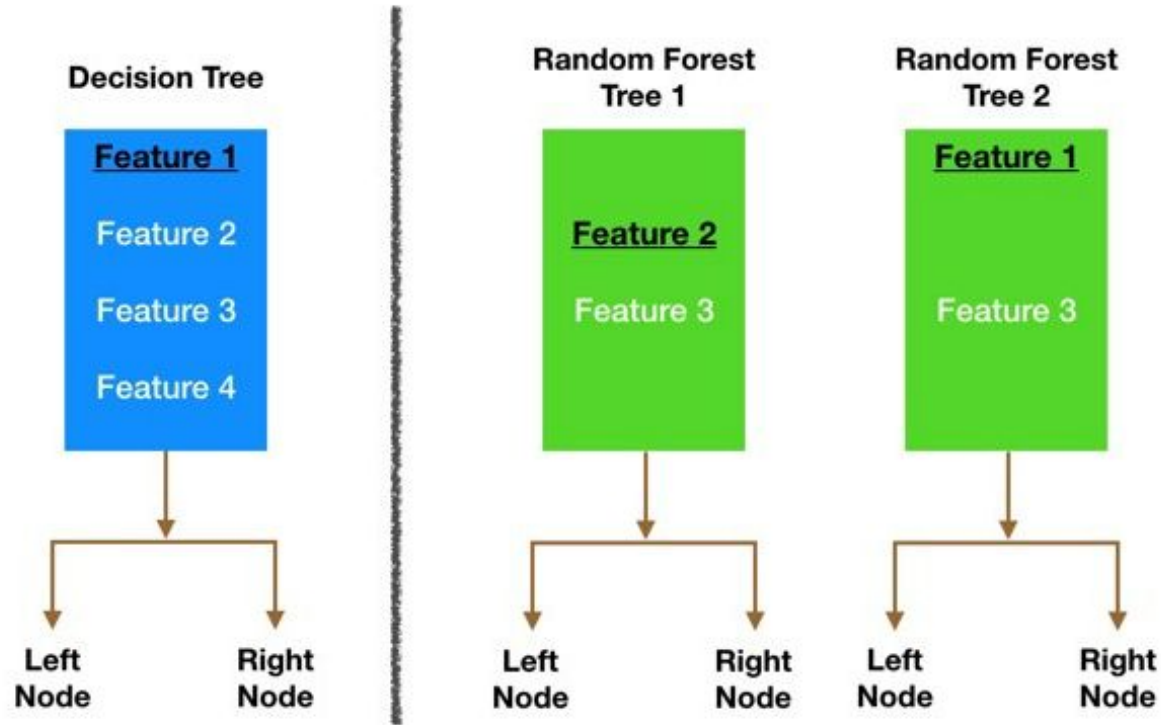 Decision Tree
Feature 1
Feature 2
Feature 3
Feature 4
Left
Node
Right
Node
Random Forest
Tree 1
Feature 2
Feature 3
Left
Node
Right
Node
Random Forest
Tree 2
Feature 1
Feature 3
Left
Node
Right
Node